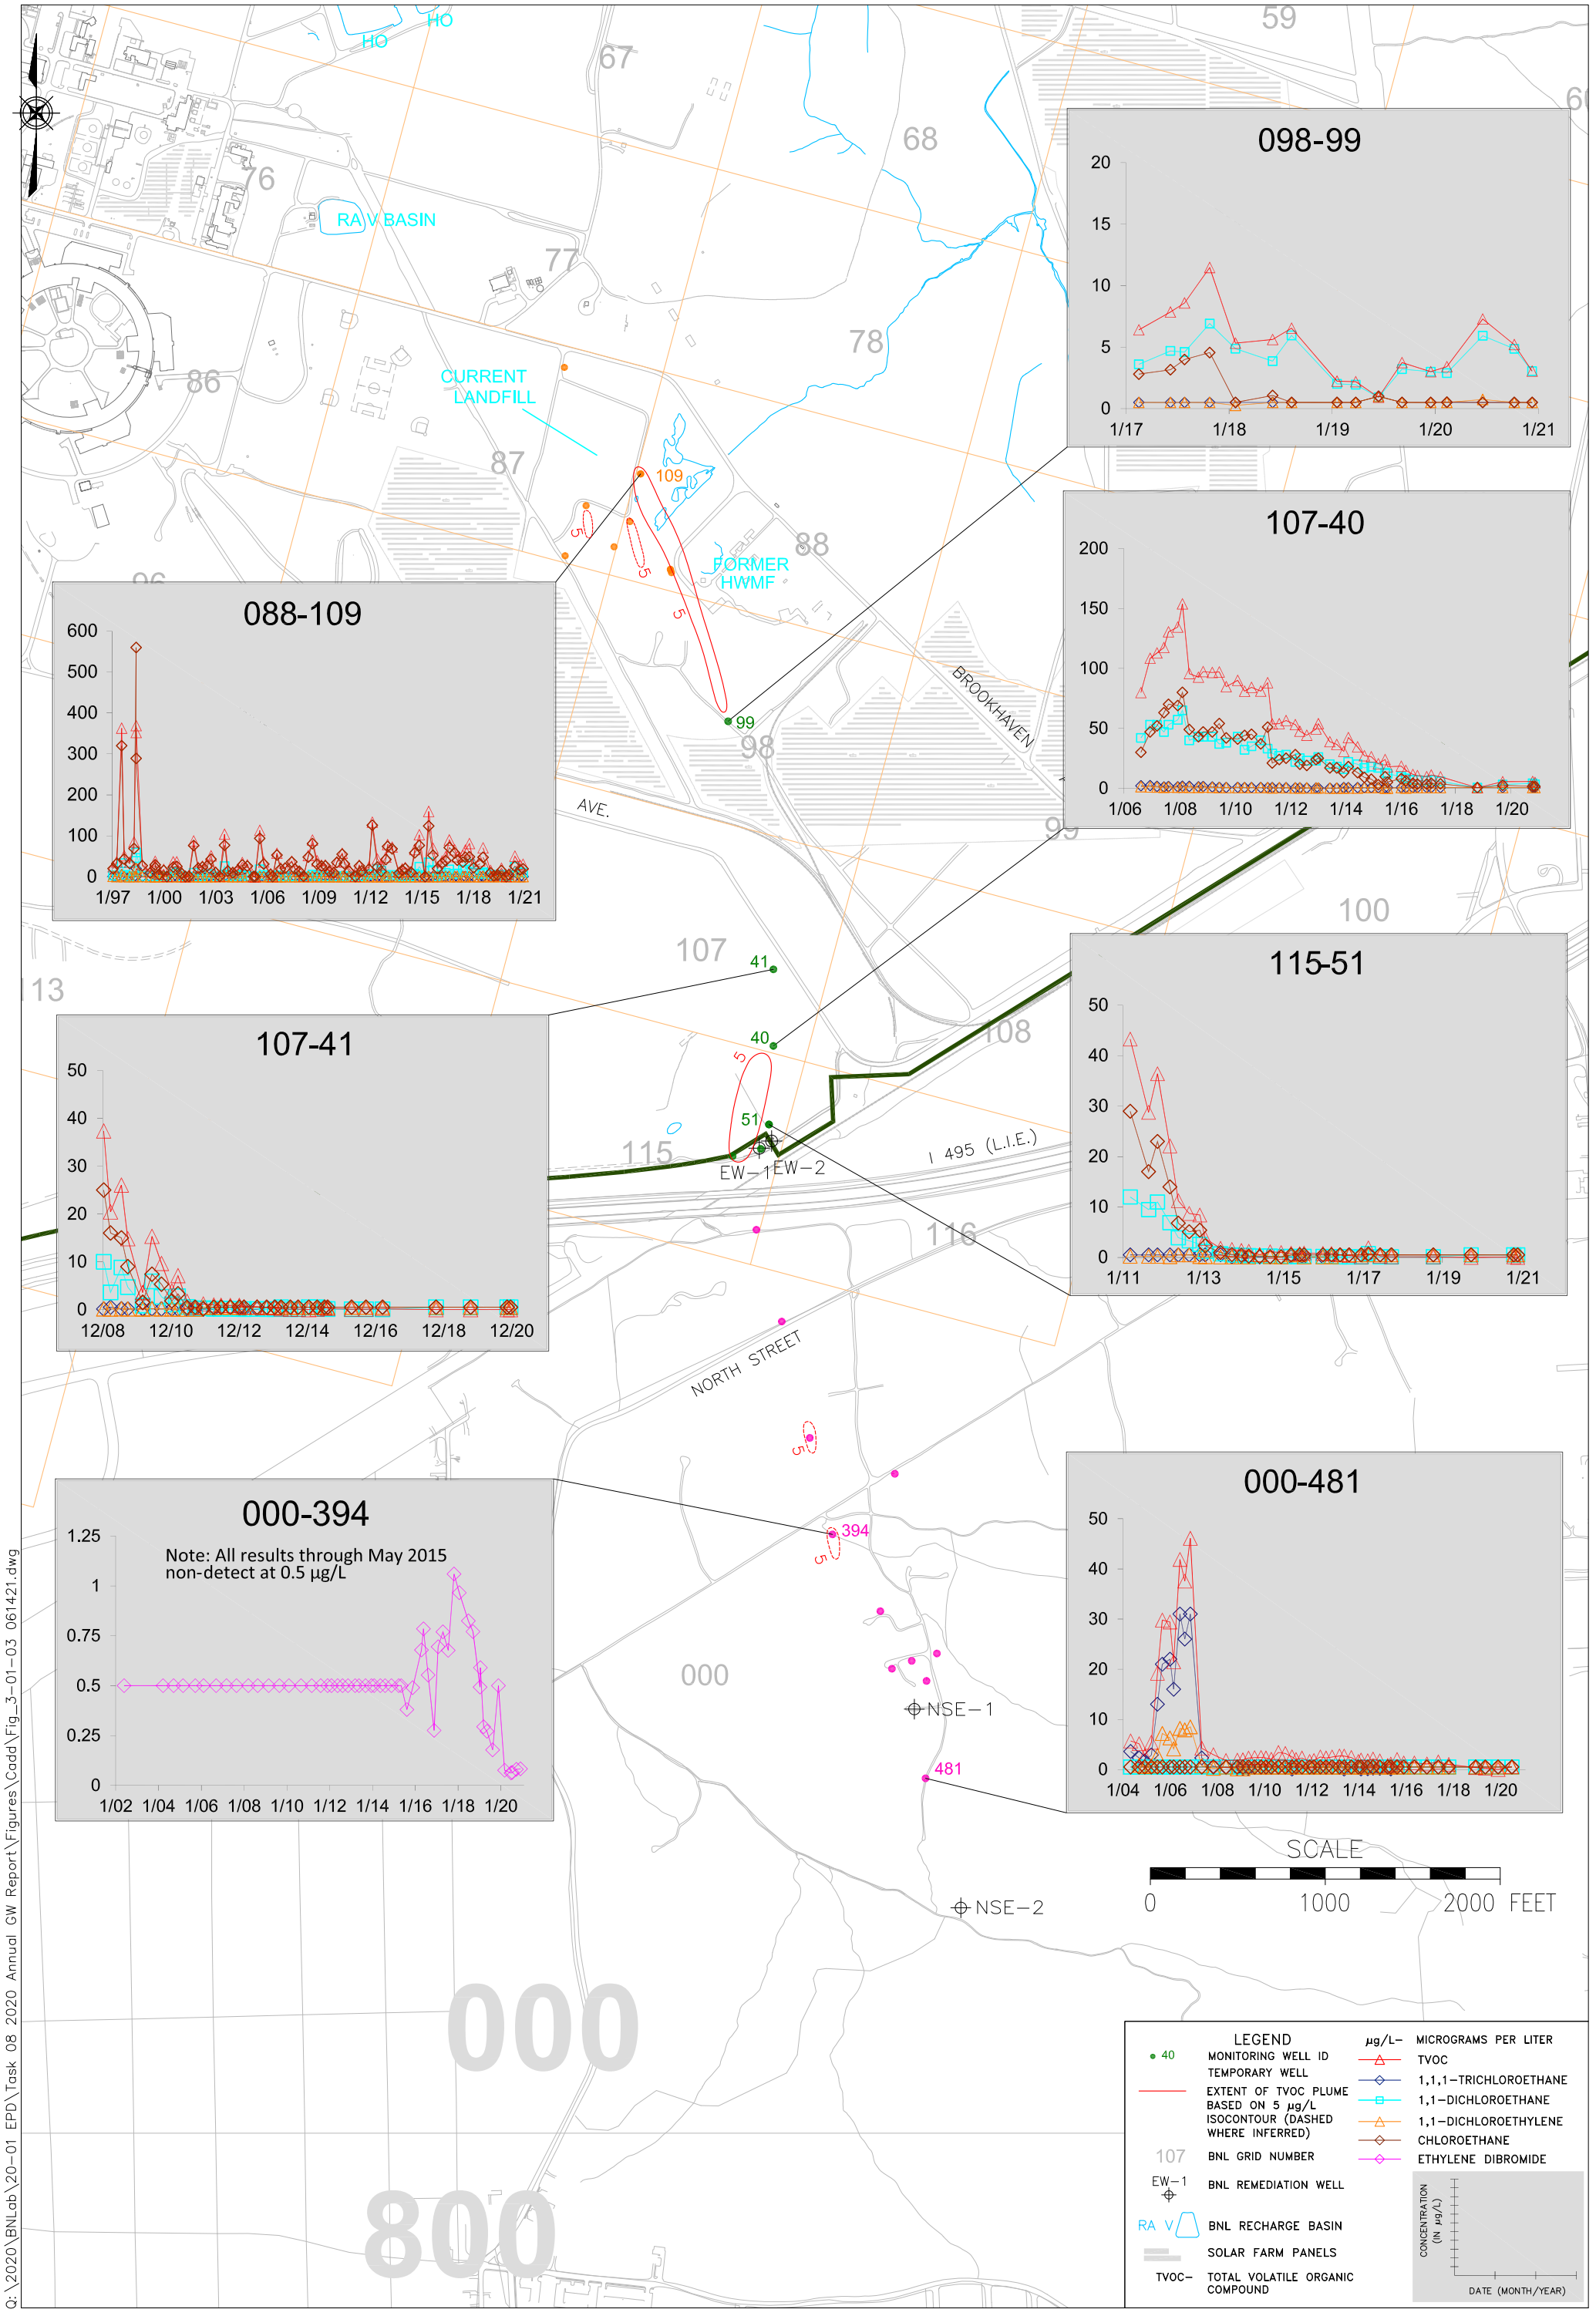 HO
HO
59
67
60
68
76
RA V BASIN
77
78
86
CURRENT
LANDFILL
87
109
5
5
5
88
FORMER
HWMF
96
99
98
BROOKHAVEN
AVE.
99
100
107
41
113
40
108
5
51
115
EW-1
EW-2
I 495 (L.I.E.)
116
NORTH STREET
5
394
5
000
NSE-1
481
NSE-2
000
800
098-99
20
15
10
5
0
1/17 1/18 1/19 1/20 1/21
107-40
200
150
100
50
0
1/06 1/08 1/10 1/12 1/14 1/16 1/18 1/20
088-109
600
500
400
300
200
100
0
1/97 1/00 1/03 1/06 1/09 1/12 1/15 1/18 1/21
115-51
50
40
30
20
10
0
1/11 1/13 1/15 1/17 1/19 1/21
107-41
50
40
30
20
10
0
12/08 12/10 12/12 12/14 12/16 12/18 12/20
000-394
Note: All results through May 2015
non-detect at 0.5 µg/L
1.25
1
0.75
0.5
0.25
0
1/02 1/04 1/06 1/08 1/10 1/12 1/14 1/16 1/18 1/20
000-481
50
40
30
20
10
0
1/04 1/06 1/08 1/10 1/12 1/14 1/16 1/18 1/20
SCALE
0 1000 2000 FEET
LEGEND
40 MONITORING WELL ID
TEMPORARY WELL
EXTENT OF TVOC PLUME
BASED ON 5 µg/L
ISOCONTOUR (DASHED
WHERE INFERRED)
107 BNL GRID NUMBER
EW-1 BNL REMEDIATION WELL
RA V BNL RECHARGE BASIN
SOLAR FARM PANELS
TVOC- TOTAL VOLATILE ORGANIC
COMPOUND
µg/L- MICROGRAMS PER LITER
TVOC
1,1,1-TRICHLOROETHANE
1,1-DICHLOROETHANE
1,1-DICHLOROETHYLENE
CHLOROETHANE
ETHYLENE DIBROMIDE
CONCENTRATION
(IN µg/L)
DATE (MONTH/YEAR)
Q:\2020\BNLab\20-01 EPD\Task 08 2020 Annual GW Report\Figures\Cadd\Fig_3-01-03 061421.dwg